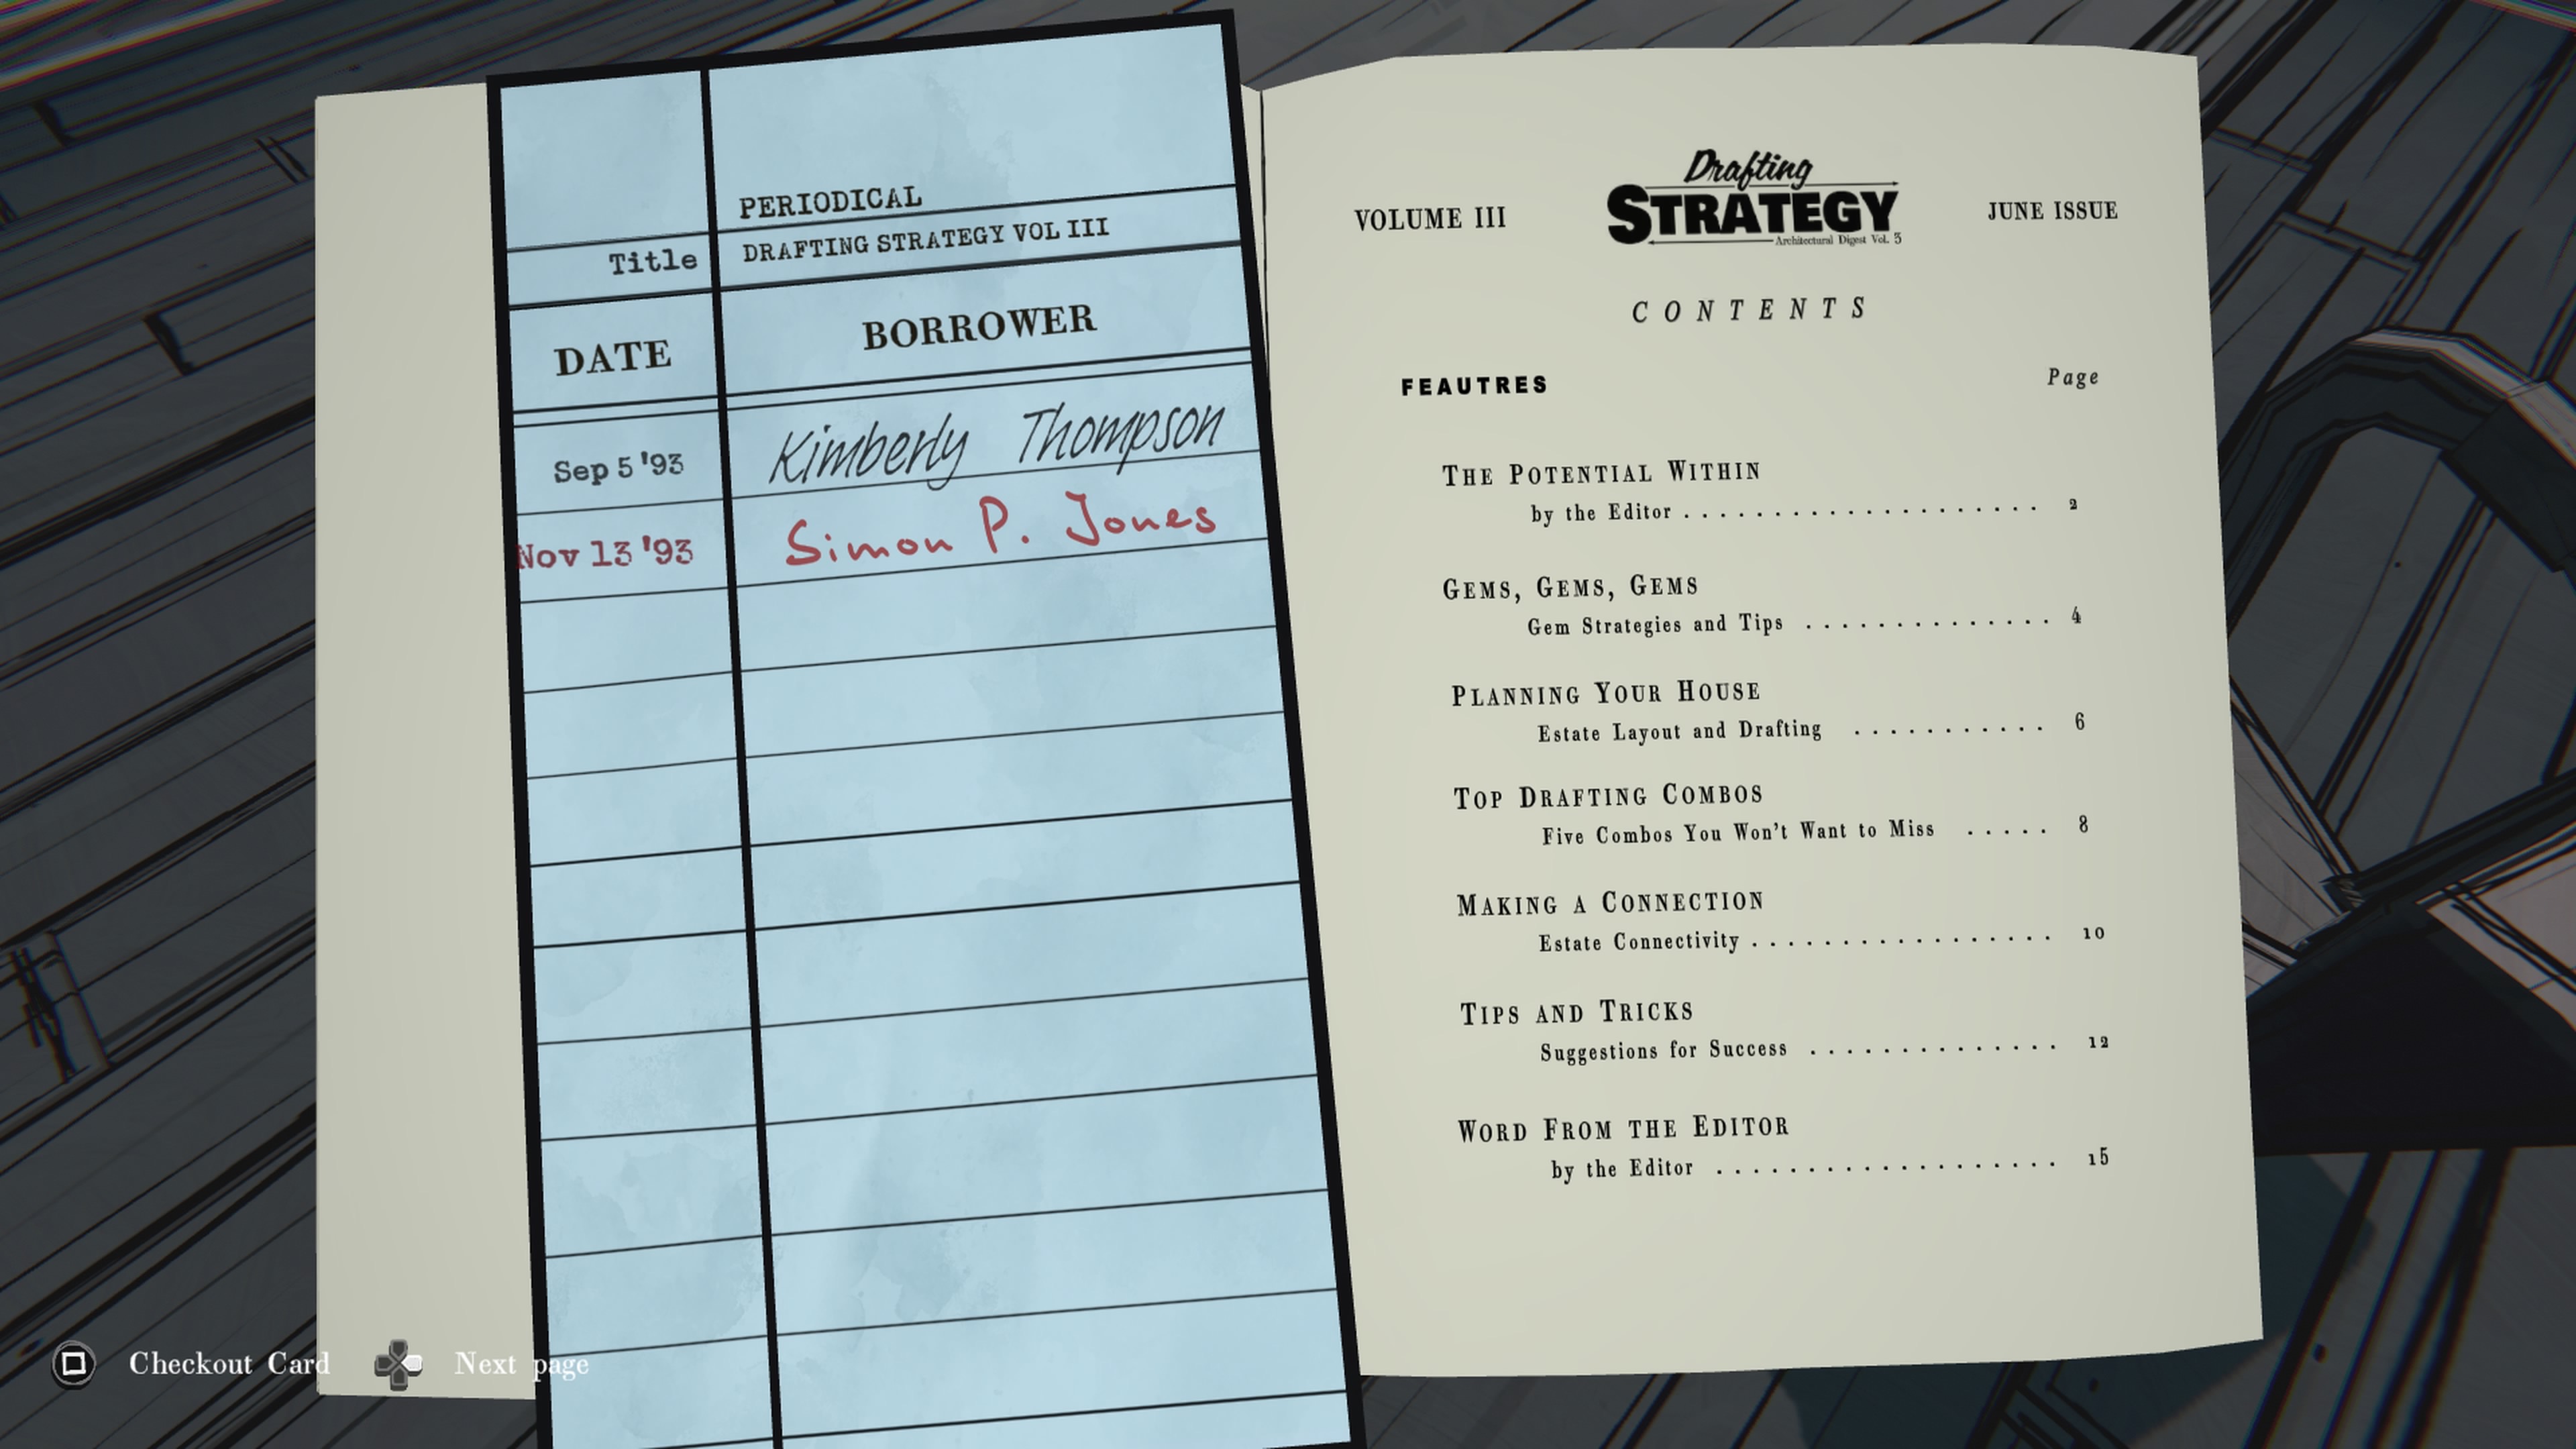 PERIODICAL
Title DRAFTING STRATEGY VOL III
DATE BORROWER
Sep 5 '93 Kimberly Thompson
Nov 13 '93 Simon P. Jones
VOLUME III
Drafting
STRATEGY
Architectural Digest Vol. 3
JUNE ISSUE
CONTENTS
FEAUTRES Page
THE POTENTIAL WITHIN
by the Editor . . . . . . . . . . . . . . . . . . . . 2
GEMS, GEMS, GEMS
Gem Strategies and Tips . . . . . . . . . . . . . . 4
PLANNING YOUR HOUSE
Estate Layout and Drafting . . . . . . . . . . . 6
TOP DRAFTING COMBOS
Five Combos You Won't Want to Miss . . . . . 8
MAKING A CONNECTION
Estate Connectivity . . . . . . . . . . . . . . . . . 10
TIPS AND TRICKS
Suggestions for Success . . . . . . . . . . . . . . 12
WORD FROM THE EDITOR
by the Editor . . . . . . . . . . . . . . . . . . . 15
Checkout Card Next page